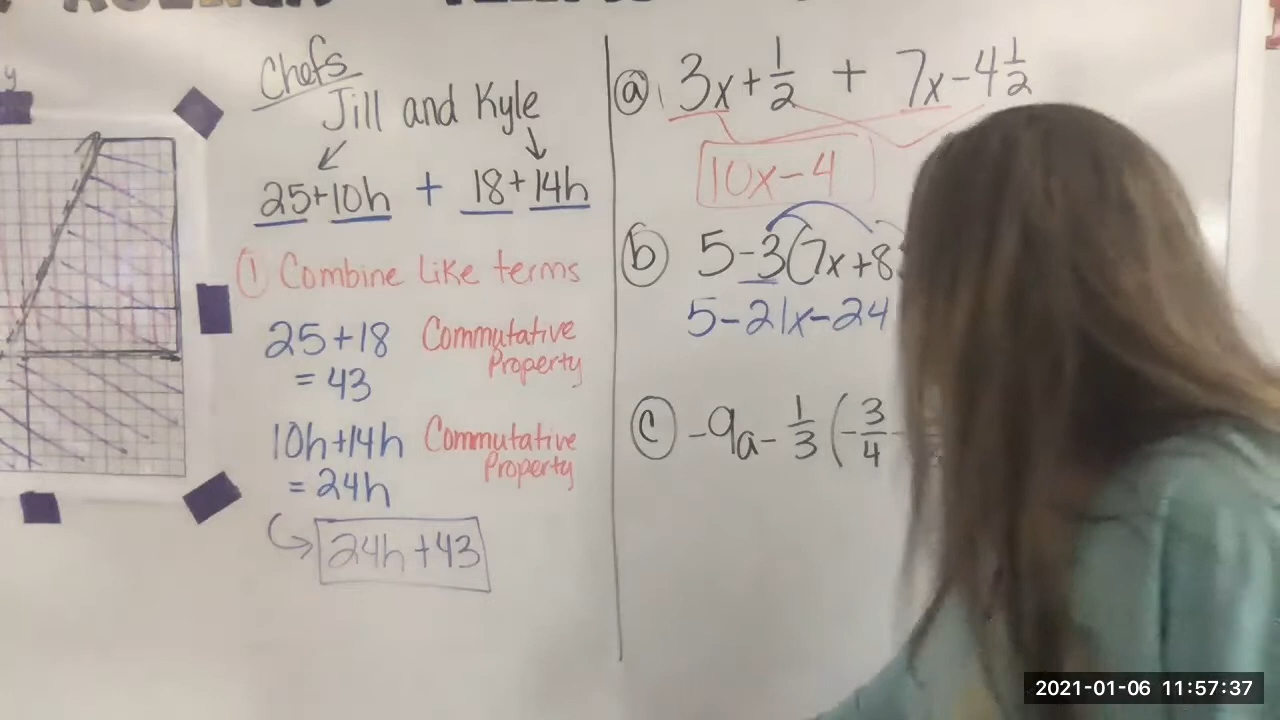 y
Chefs
Jill and Kyle
25+10h + 18+14h
① Combine like terms
25+18 Commutative
= 43 Property
10h+14h Commutative
= 24h Property
24h+43
ⓐ 3x+1/2 + 7x-4 1/2
10x-4
ⓑ 5-3(7x+8
5-21x-24
ⓒ -9a-1/3(-3/4
2021-01-06 11:57:37